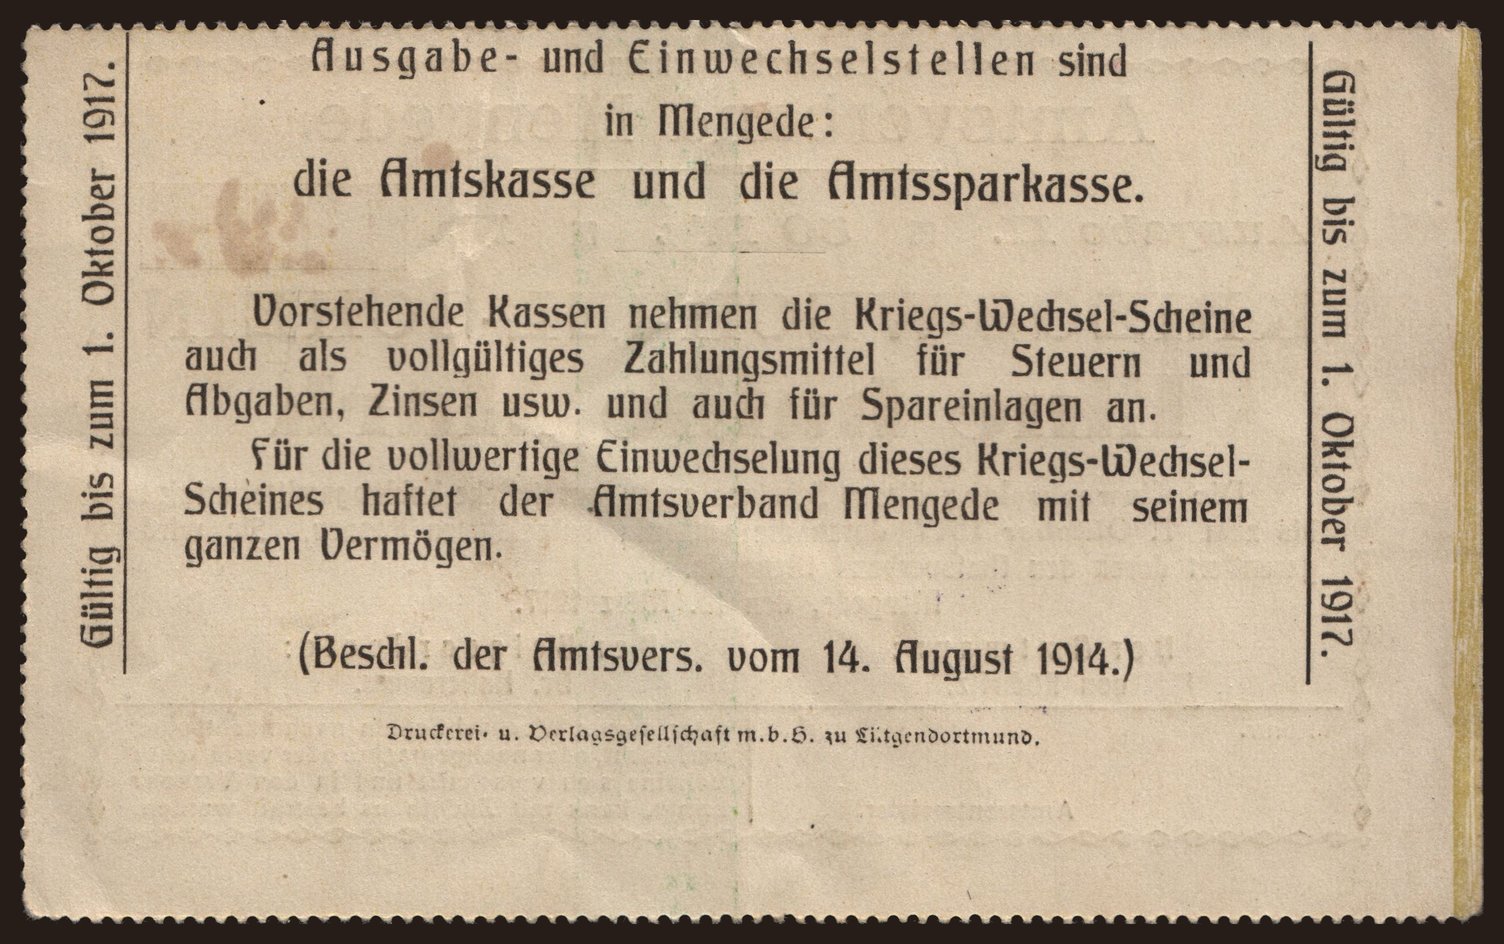 Gültig bis zum 1. Oktober 1917.
Ausgabe- und Einwechselstellen sind
in Mengede:
die Amtskasse und die Amtssparkasse.
Vorstehende Kassen nehmen die Kriegs-Wechsel-Scheine
auch als vollgültiges Zahlungsmittel für Steuern und
Abgaben, Zinsen usw. und auch für Spareinlagen an.
Für die vollwertige Einwechselung dieses Kriegs-Wechsel-
Scheines haftet der Amtsverband Mengede mit seinem
ganzen Vermögen.
(Beschl. der Amtsvers. vom 14. August 1914.)
Druckerei- u. Verlagsgesellschaft m.b.H. zu Lütgendortmund.
Gültig bis zum 1. Oktober 1917.